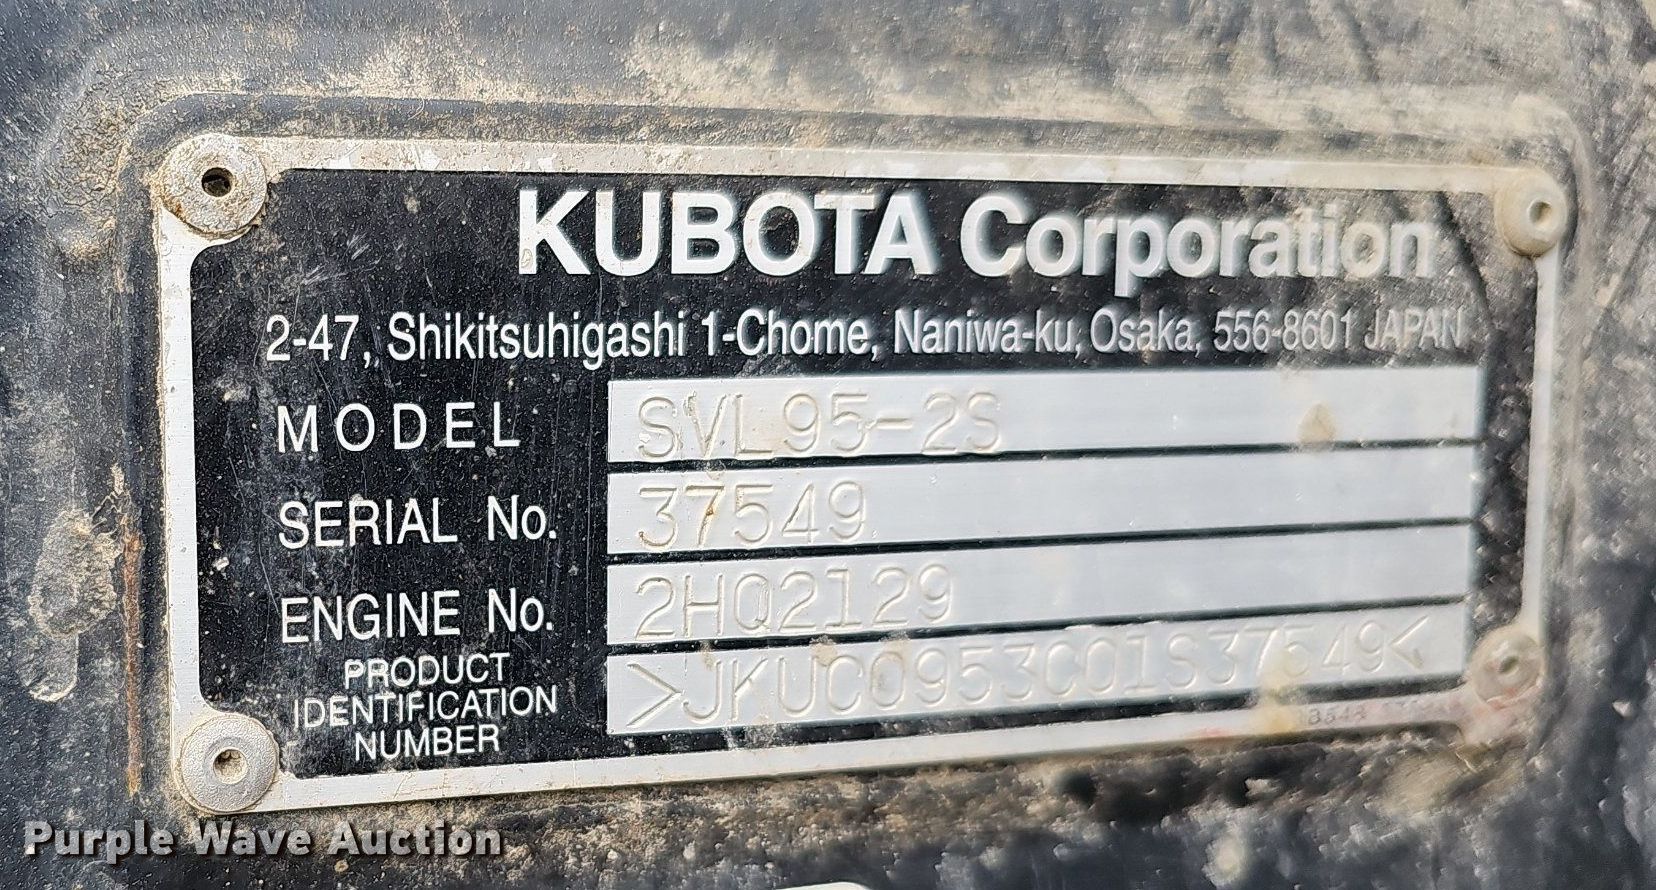 KUBOTA Corporation
2-47, Shikitsuhigashi 1-Chome, Naniwa-ku, Osaka, 556-8601 JAPAN
MODEL SVL95-2S
SERIAL No. 37549
ENGINE No. 2HQ2129
PRODUCT IDENTIFICATION NUMBER >JKUC0953C01S37549<
Purple Wave Auction